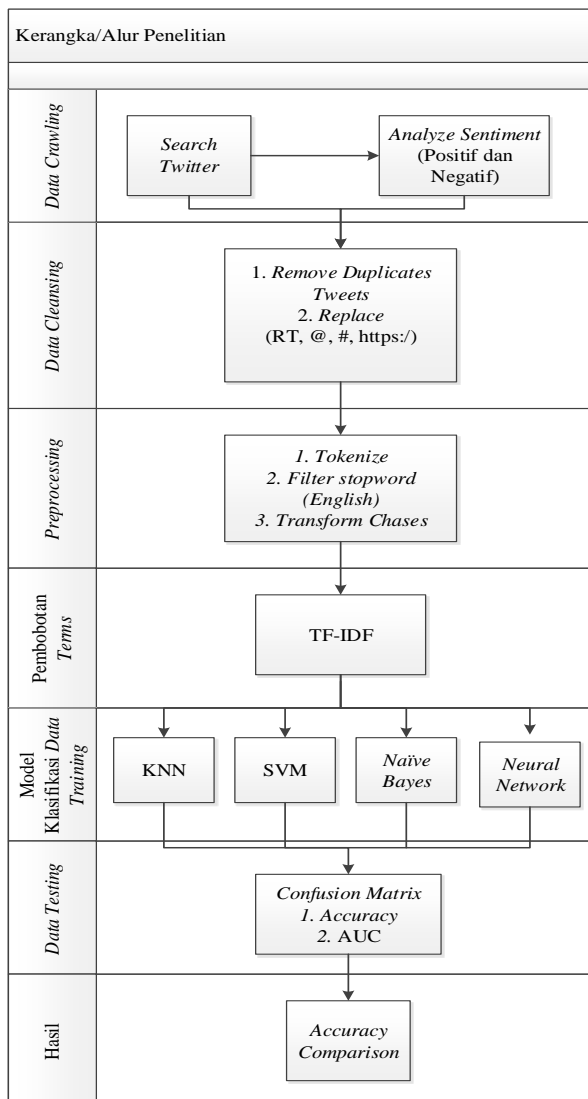 Kerangka/Alur Penelitian
Data Crawling
Search
Twitter
Analyze Sentiment
(Positif dan
Negatif)
Data Cleansing
1. Remove Duplicates
Tweets
2. Replace
(RT, @, #, https:/)
Preprocessing
1. Tokenize
2. Filter stopword
(English)
3. Transform Chases
Pembobotan
Terms
TF-IDF
Model
Klasifikasi Data
Training
KNN
SVM
Naïve
Bayes
Neural
Network
Data Testing
Confusion Matrix
1. Accuracy
2. AUC
Hasil
Accuracy
Comparison